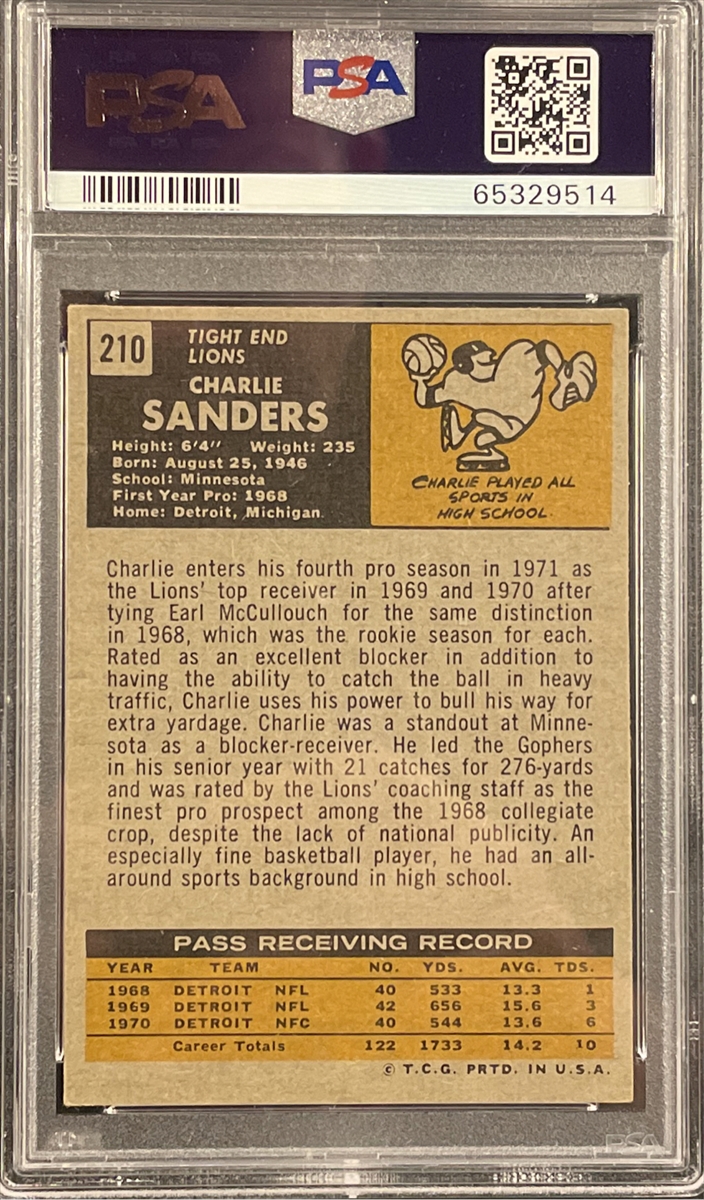 PSA
PSA
65329514
210
TIGHT END
LIONS
CHARLIE
SANDERS
Height: 6'4" Weight: 235
Born: August 25, 1946
School: Minnesota
First Year Pro: 1968
Home: Detroit, Michigan.
CHARLIE PLAYED ALL
SPORTS IN
HIGH SCHOOL.
Charlie enters his fourth pro season in 1971 as
the Lions' top receiver in 1969 and 1970 after
tying Earl McCullouch for the same distinction
in 1968, which was the rookie season for each.
Rated as an excellent blocker in addition to
having the ability to catch the ball in heavy
traffic, Charlie uses his power to bull his way for
extra yardage. Charlie was a standout at Minne-
sota as a blocker-receiver. He led the Gophers
in his senior year with 21 catches for 276-yards
and was rated by the Lions' coaching staff as the
finest pro prospect among the 1968 collegiate
crop, despite the lack of national publicity. An
especially fine basketball player, he had an all-
around sports background in high school.
PASS RECEIVING RECORD
YEAR TEAM NO. YDS. AVG. TDS.
1968 DETROIT NFL 40 533 13.3 1
1969 DETROIT NFL 42 656 15.6 3
1970 DETROIT NFC 40 544 13.6 6
Career Totals 122 1733 14.2 10
© T.C.G. PRTD. IN U.S.A.
PSA